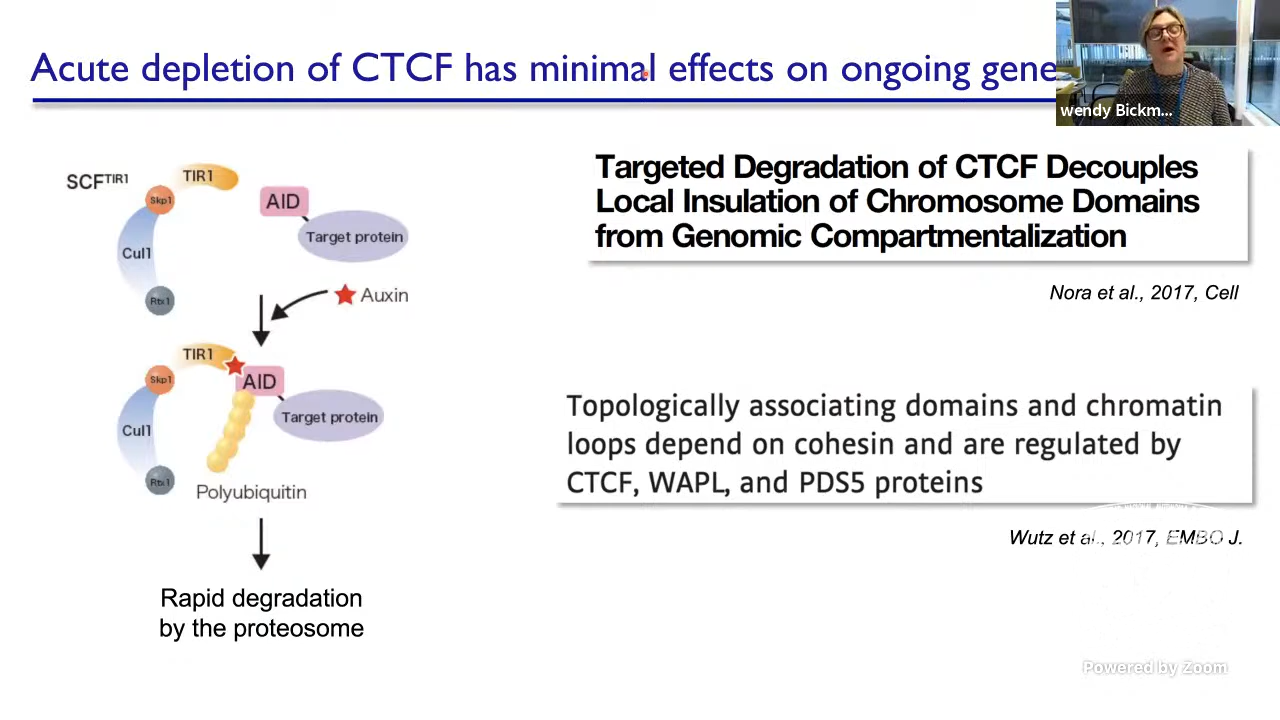 Acute depletion of CTCF has minimal effects on ongoing gene
wendy Bickm...
SCFTIR1
TIR1
Skp1
AID
Target protein
Cul1
Rbx1
Auxin
TIR1
Skp1
AID
Target protein
Cul1
Rbx1
Polyubiquitin
Rapid degradation
by the proteosome
Targeted Degradation of CTCF Decouples
Local Insulation of Chromosome Domains
from Genomic Compartmentalization
Nora et al., 2017, Cell
Topologically associating domains and chromatin
loops depend on cohesin and are regulated by
CTCF, WAPL, and PDS5 proteins
Wutz et al., 2017, EMBO J.
Powered by Zoom